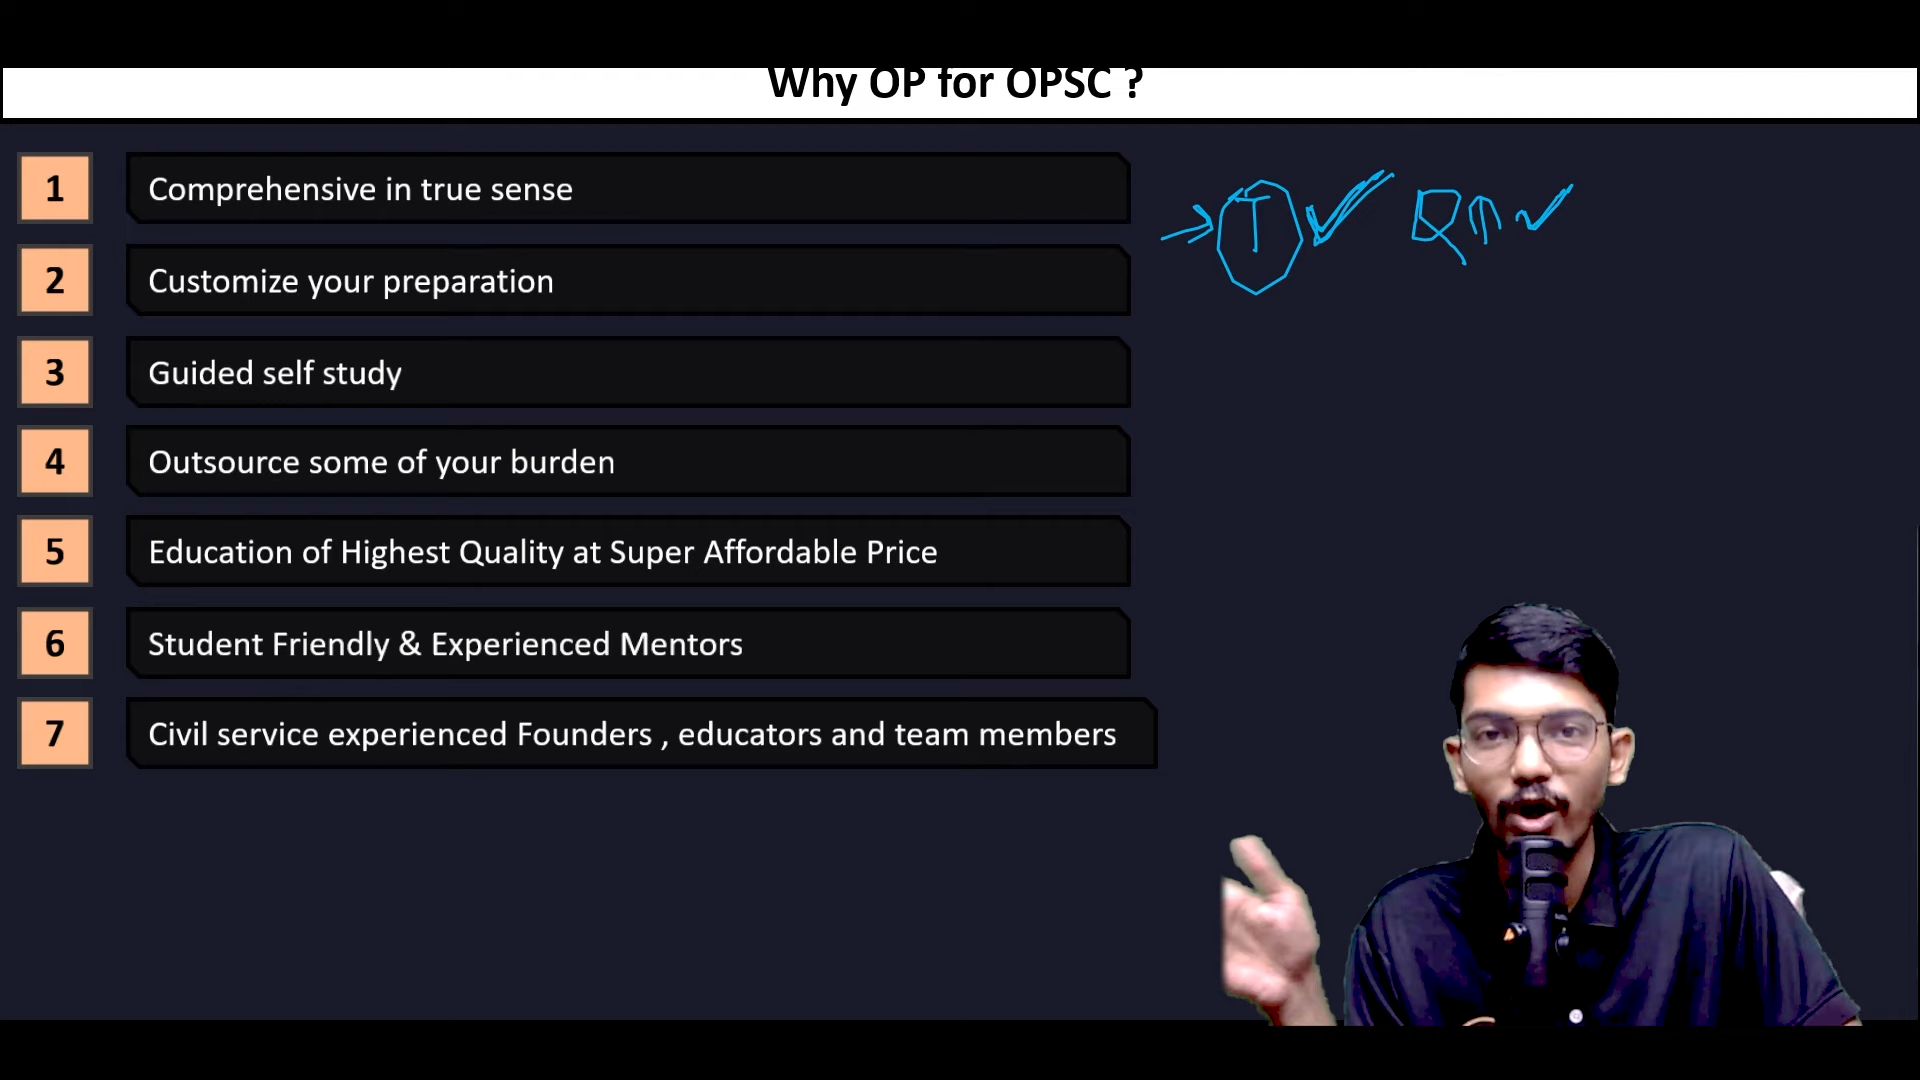 Why OP for OPSC ?
1 Comprehensive in true sense
2 Customize your preparation
3 Guided self study
4 Outsource some of your burden
5 Education of Highest Quality at Super Affordable Price
6 Student Friendly & Experienced Mentors
7 Civil service experienced Founders , educators and team members
→ T ✓ Q ⇑ ✓